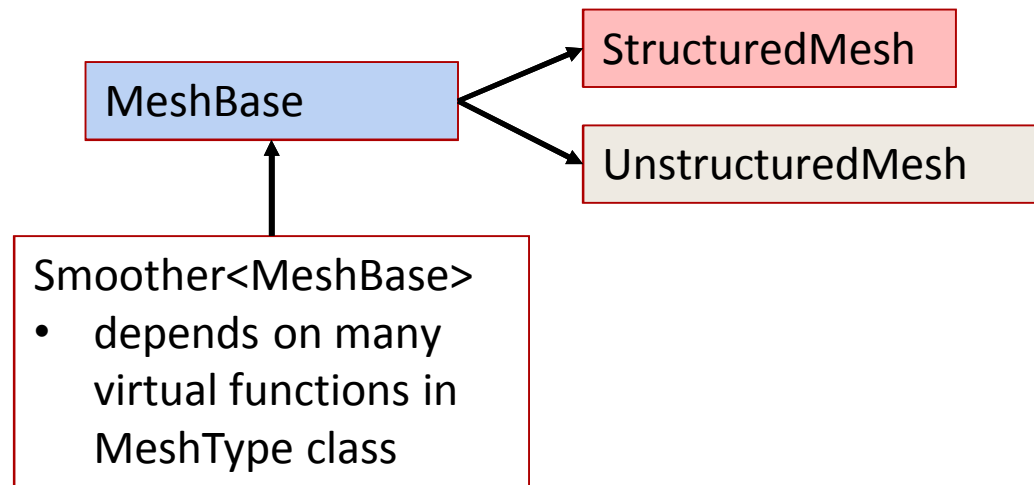 StructuredMesh
MeshBase
UnstructuredMesh
Smoother<MeshBase>
• depends on many
virtual functions in
MeshType class